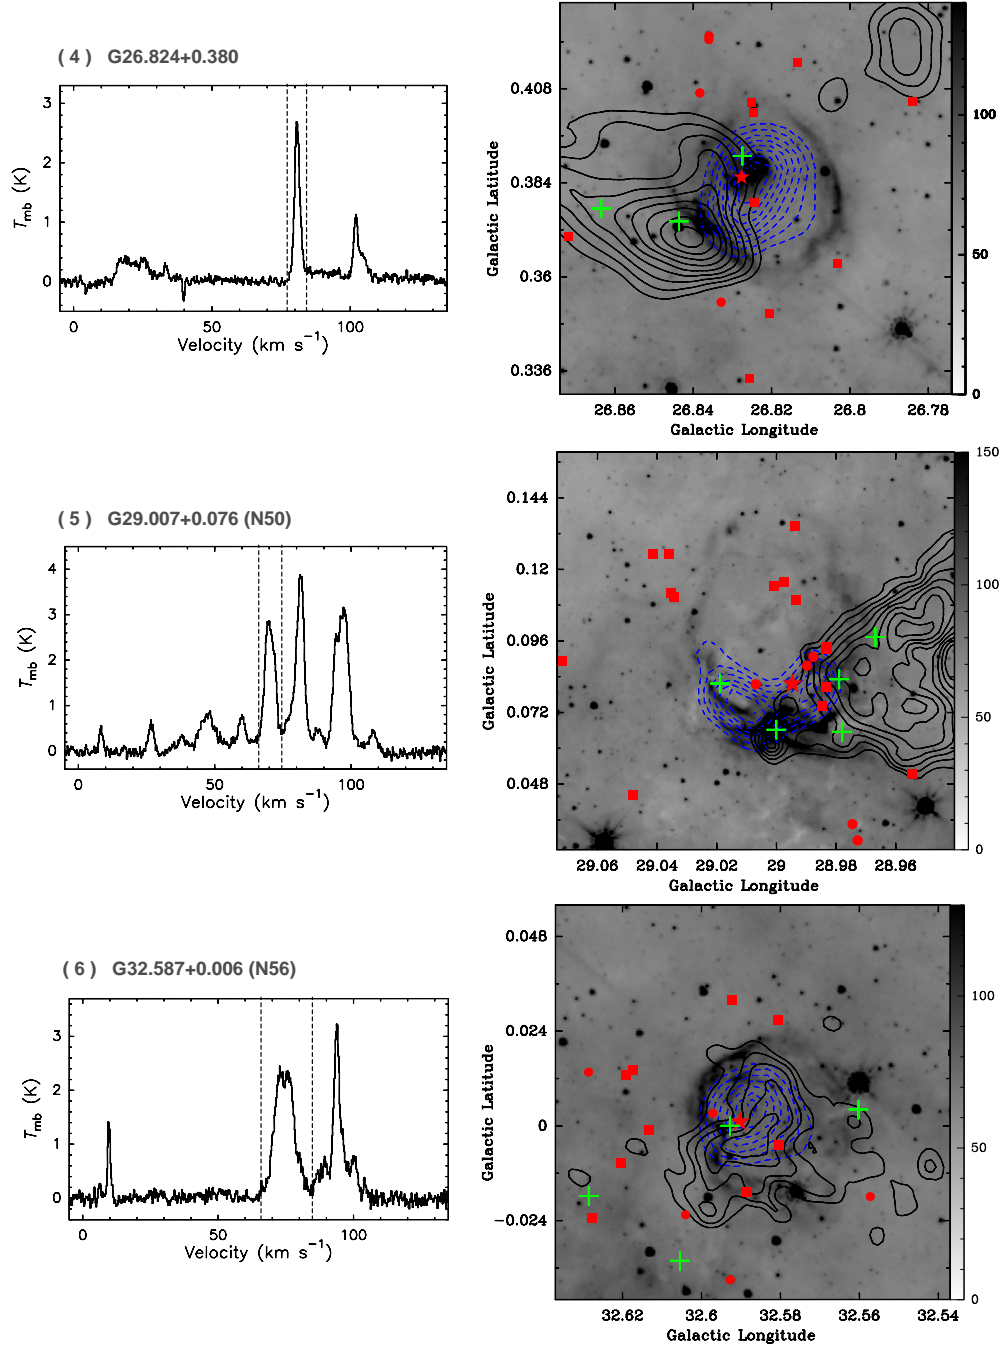 ( 4 ) G26.824+0.380
3
2
1
0
Tmb (K)
0 50 100
Velocity (km s−1)
0.408
0.384
0.36
0.336
Galactic Latitude
26.86 26.84 26.82 26.8 26.78
Galactic Longitude
100
50
0
( 5 ) G29.007+0.076 (N50)
4
3
2
1
0
Tmb (K)
0 50 100
Velocity (km s−1)
0.144
0.12
0.096
0.072
0.048
Galactic Latitude
29.06 29.04 29.02 29 28.98 28.96
Galactic Longitude
150
100
50
0
( 6 ) G32.587+0.006 (N56)
3
2
1
0
Tmb (K)
0 50 100
Velocity (km s−1)
0.048
0.024
0
−0.024
Galactic Latitude
32.62 32.6 32.58 32.56 32.54
Galactic Longitude
100
50
0